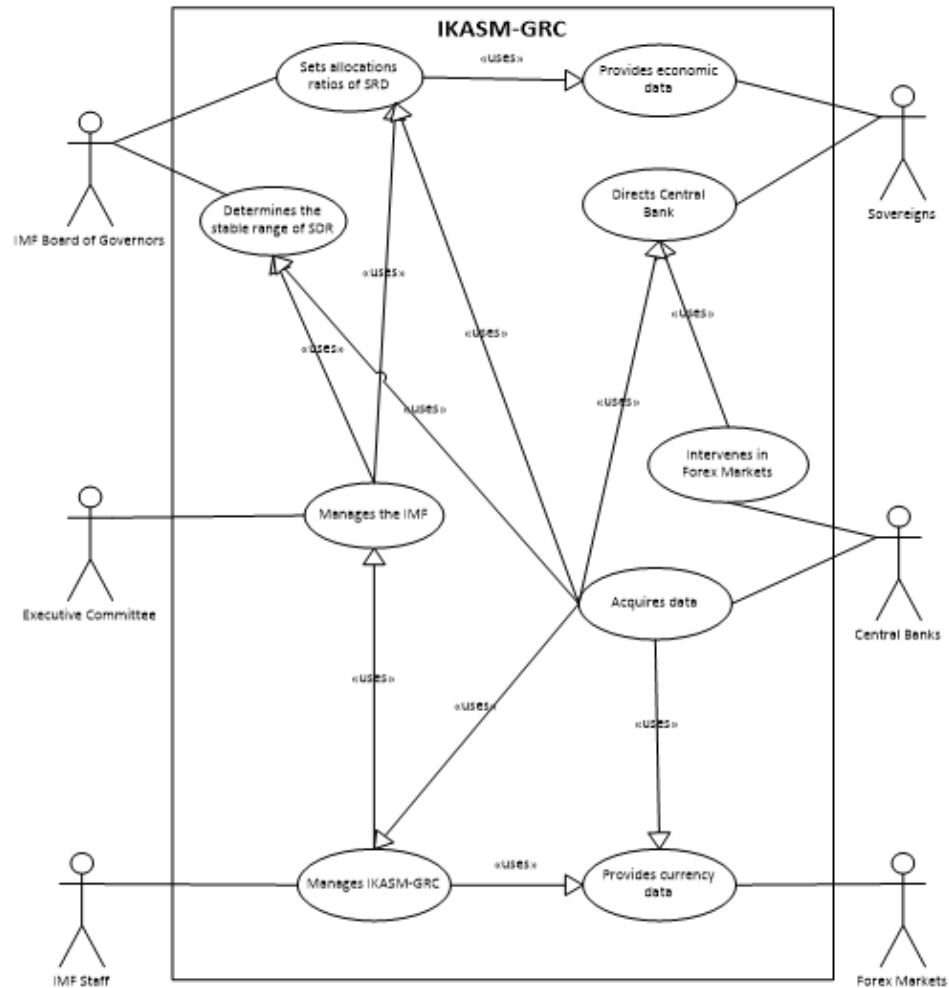 IKASM-GRC
Sets allocations
ratios of SRD
«uses»
Provides economic
data
IMF Board of Governors
Sovereigns
Determines the
stable range of SDR
Directs Central
Bank
«uses»
«uses»
«uses»
«uses»
«uses»
«uses»
Intervenes in
Forex Markets
Manages the IMF
Executive Committee
Acquires data
Central Banks
«uses»
«uses»
«uses»
Manages IKASM-GRC
«uses»
Provides currency
data
IMF Staff
Forex Markets